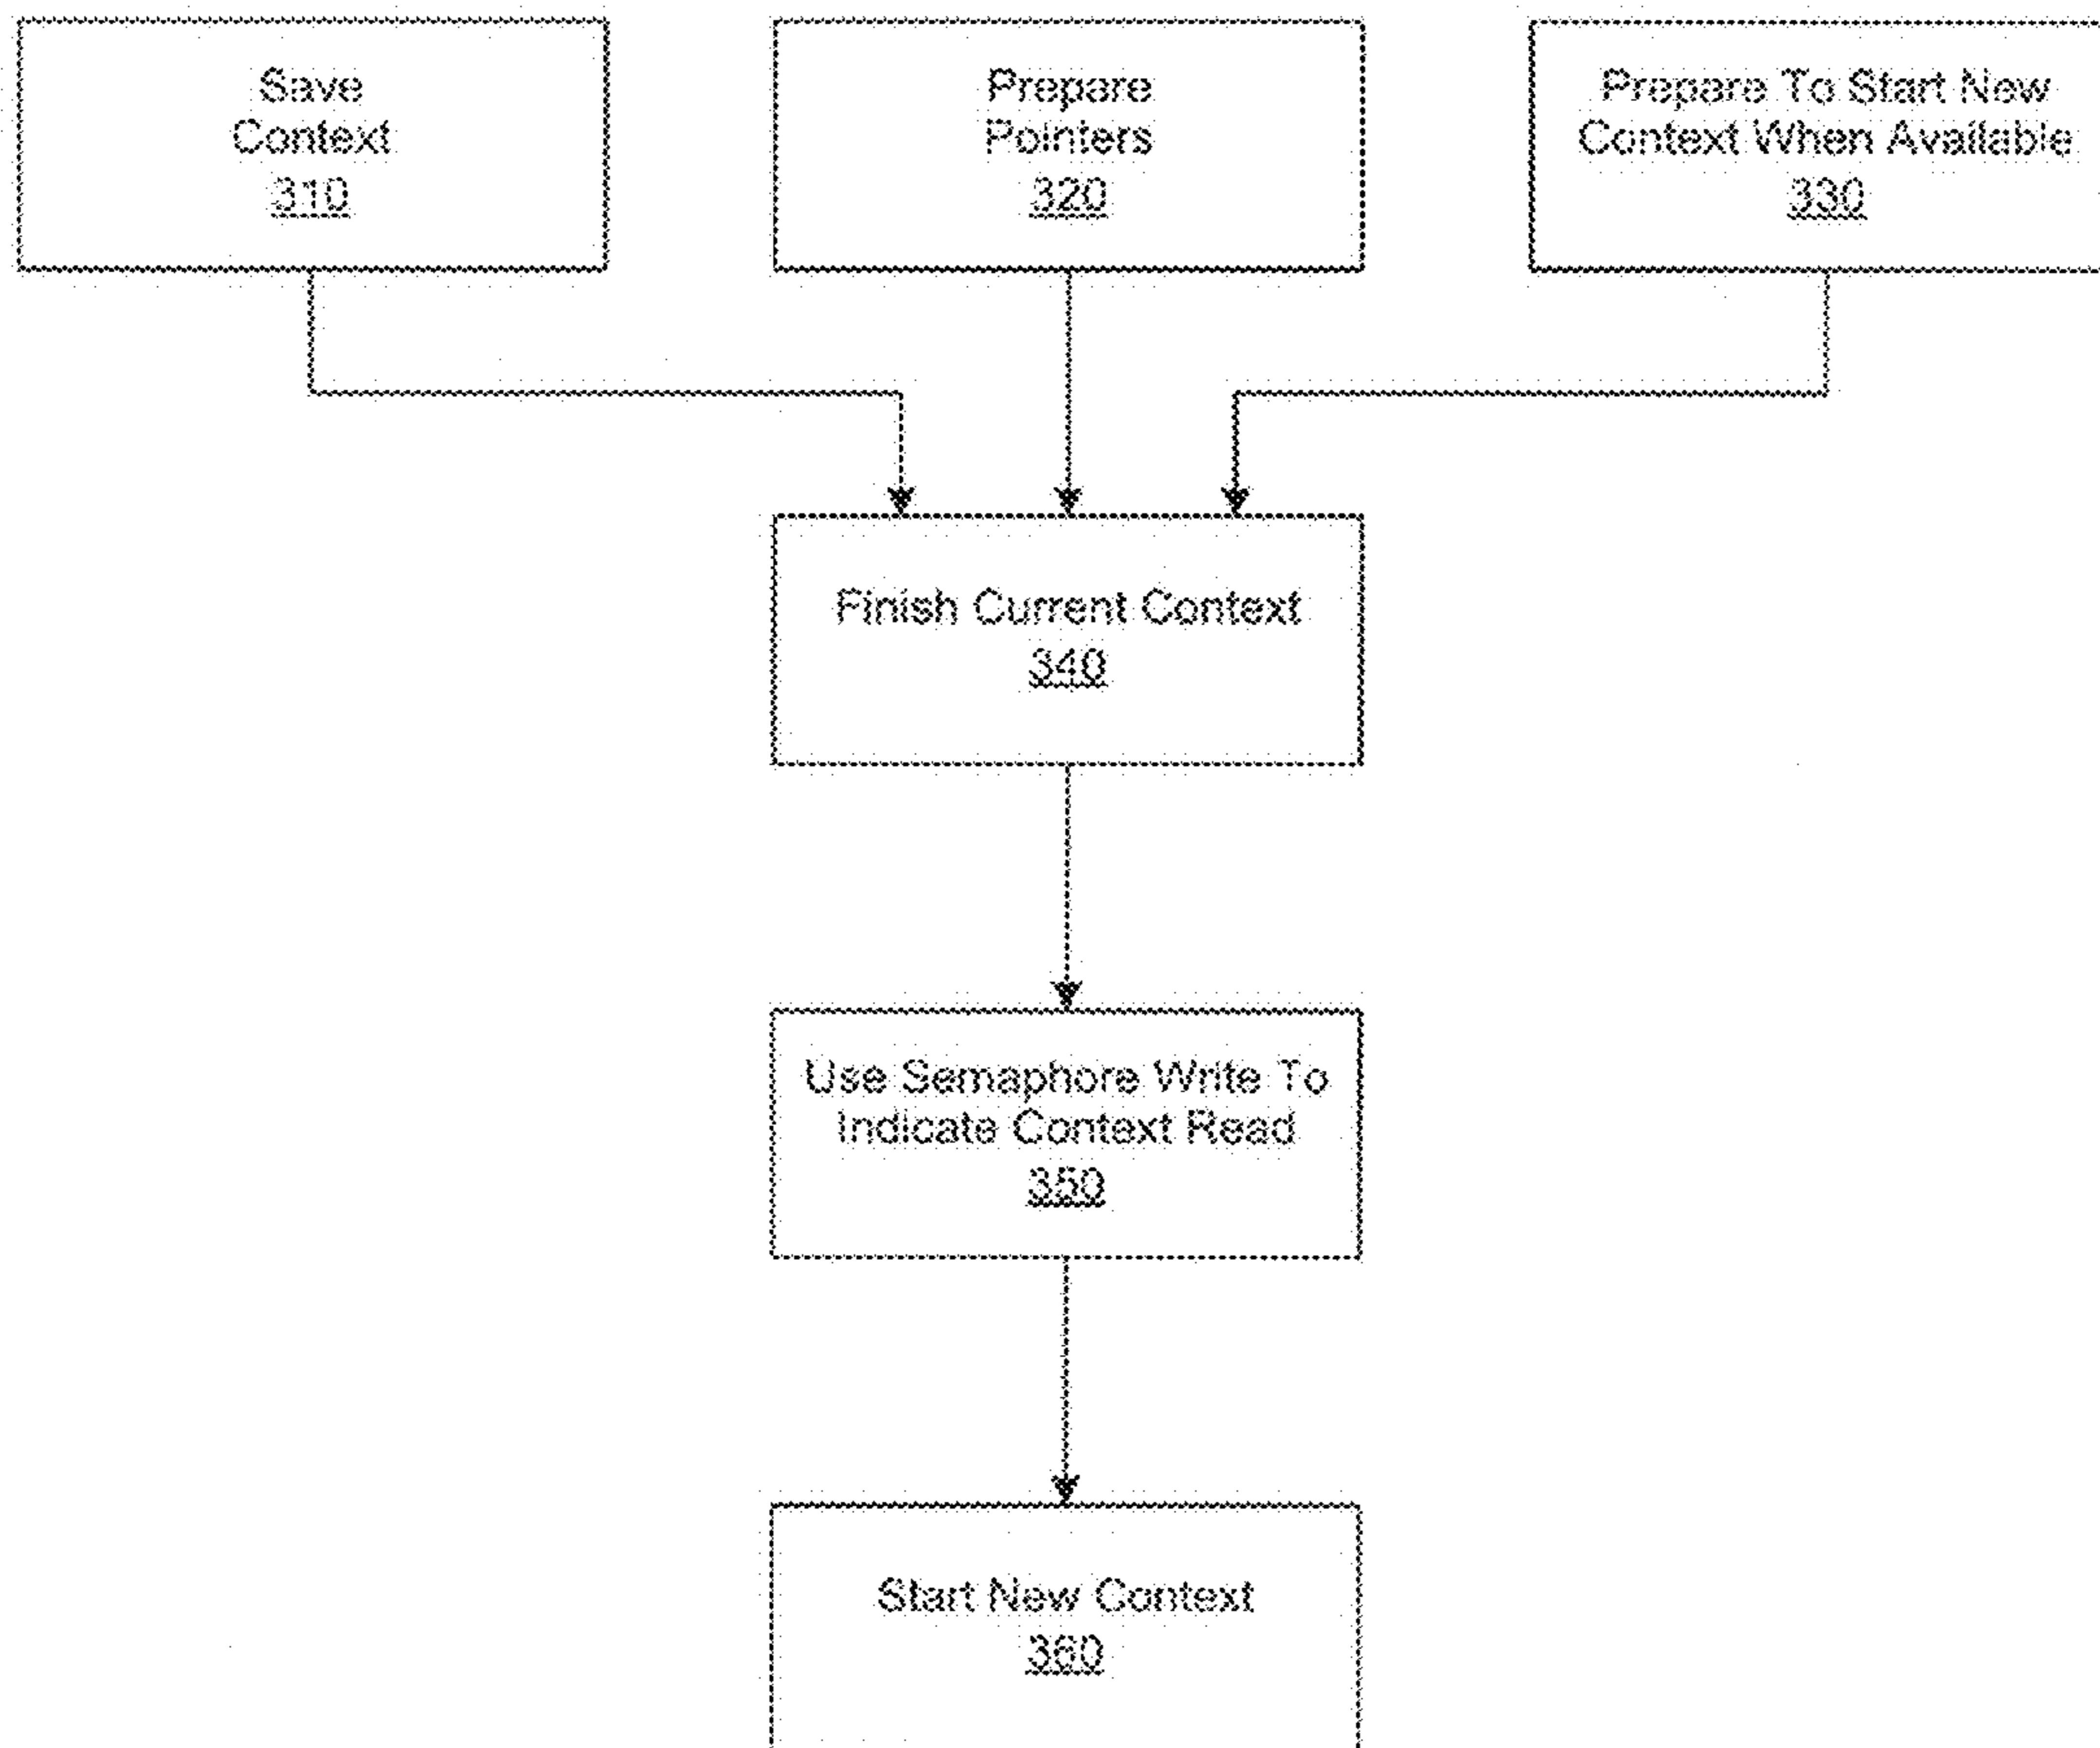 Save
Context
310
Prepare
Pointers
320
Prepare To Start New
Context When Available
330
Finish Current Context
340
Use Semaphore Write To
Indicate Context Read
350
Start New Context
360